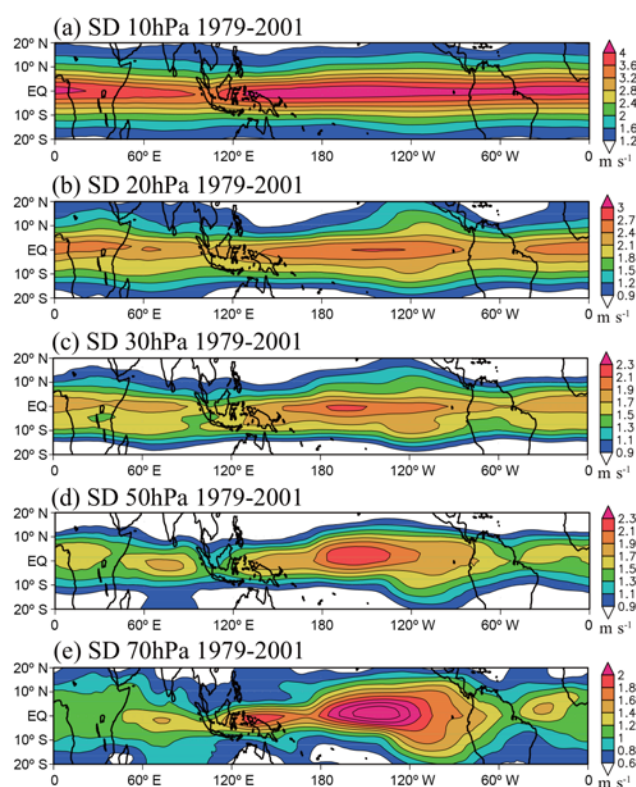 (a) SD 10hPa 1979-2001
20° N
10° N
EQ
10° S
20° S
0 60° E 120° E 180 120° W 60° W 0
4
3.6
3.2
2.8
2.4
2
1.2
m s⁻¹
(b) SD 20hPa 1979-2001
20° N
10° N
EQ
10° S
20° S
0 60° E 120° E 180 120° W 60° W 0
3
2.7
2.4
2.1
1.8
1.5
1.2
0.9
m s⁻¹
(c) SD 30hPa 1979-2001
20° N
10° N
EQ
10° S
20° S
0 60° E 120° E 180 120° W 60° W 0
2.3
2.1
1.9
1.7
1.5
1.3
1.1
0.9
m s⁻¹
(d) SD 50hPa 1979-2001
20° N
10° N
EQ
10° S
20° S
0 60° E 120° E 180 120° W 60° W 0
2.3
2.1
1.9
1.7
1.5
1.3
1.1
0.9
m s⁻¹
(e) SD 70hPa 1979-2001
20° N
10° N
EQ
10° S
20° S
0 60° E 120° E 180 120° W 60° W 0
2
1.8
1.6
1.4
1.2
1
0.8
0.6
m s⁻¹